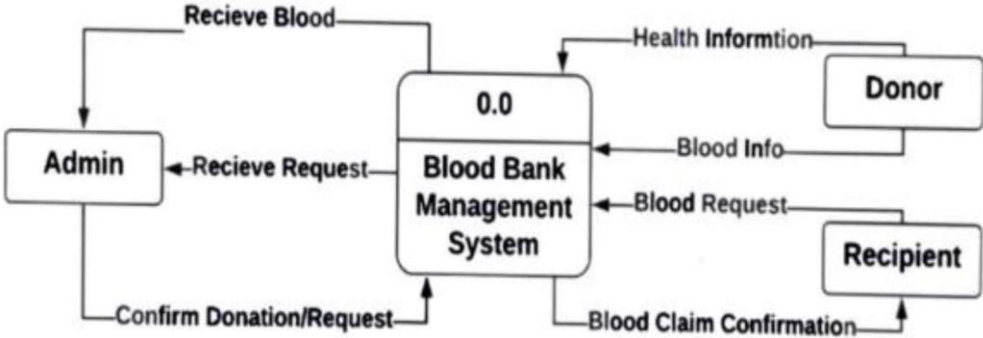 Recieve Blood
Health Informtion
Donor
0.0
Blood Info
Admin
Recieve Request
Blood Bank
Management
System
Blood Request
Recipient
Confirm Donation/Request
Blood Claim Confirmation